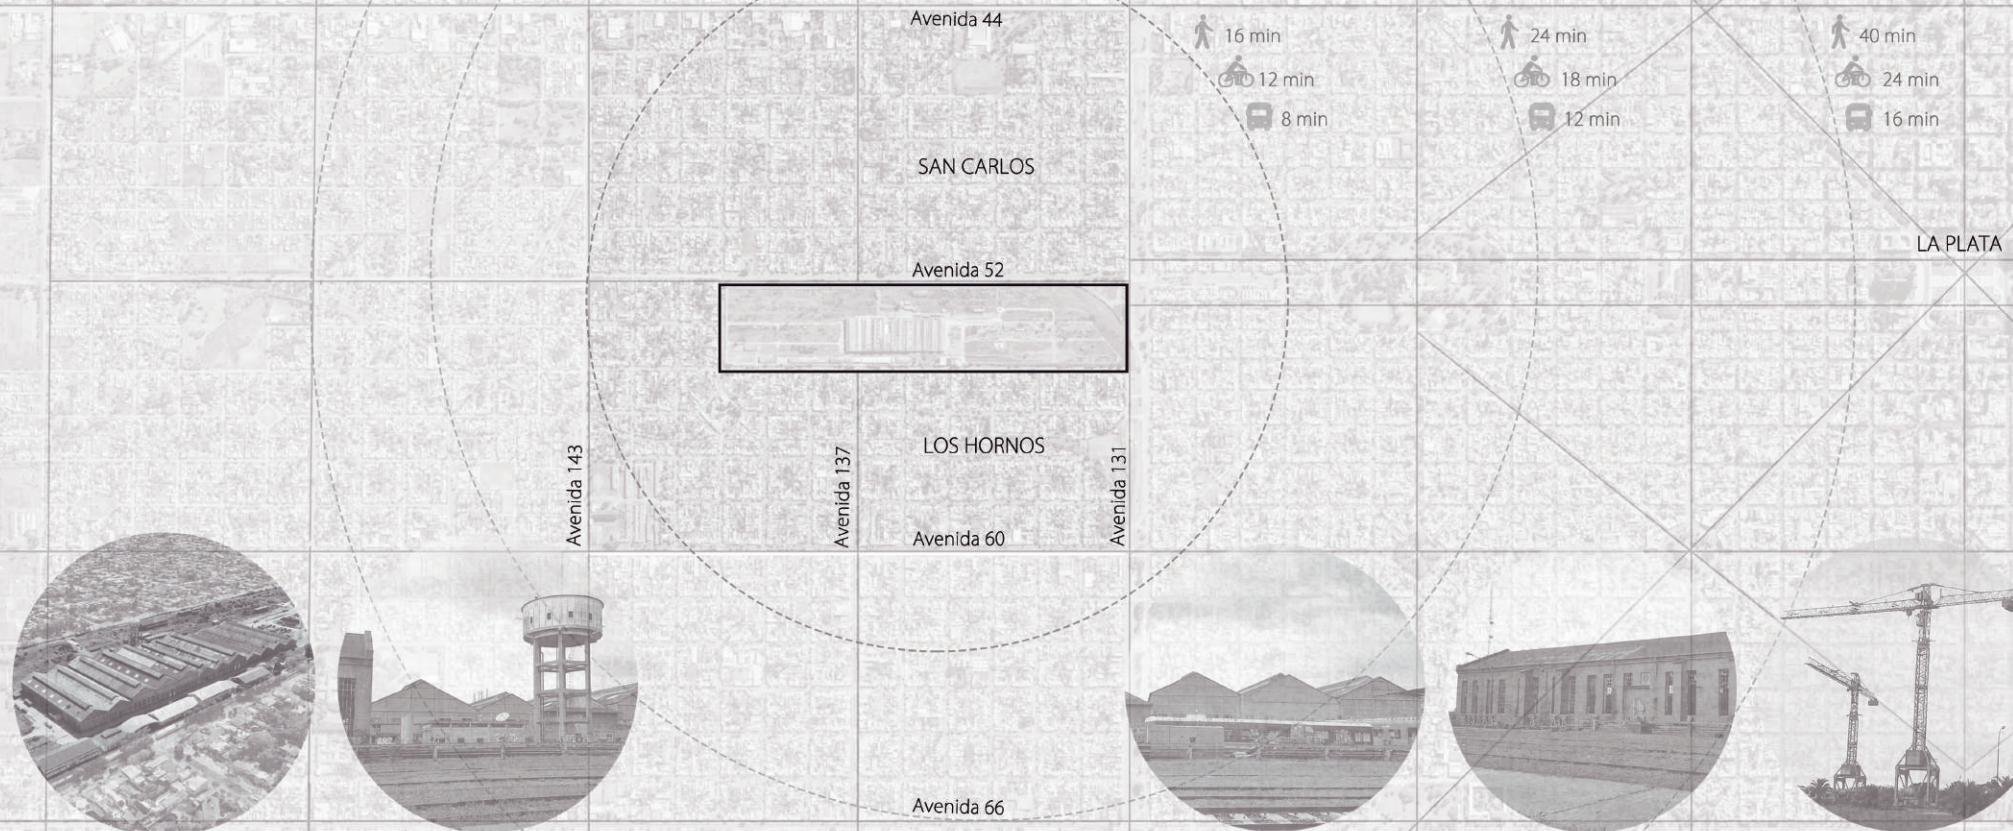 Avenida 44
16 min
24 min
40 min
12 min
18 min
24 min
8 min
12 min
16 min
SAN CARLOS
LA PLATA
Avenida 52
LOS HORNOS
Avenida 143
Avenida 137
Avenida 131
Avenida 60
Avenida 66